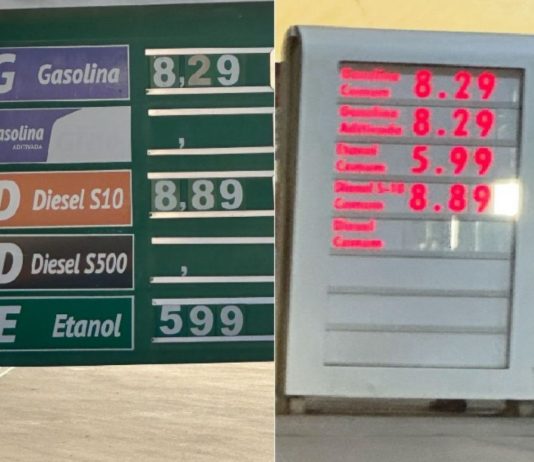 G Gasolina 8,29
asolina
ADITIVADA ,
D Diesel S10 8,89
D Diesel S500 ,
E Etanol 599
Gasolina
Comum 8.29
Gasolina
Aditivada 8.29
Etanol
Comum 5.99
Diesel S-10
Comum 8.89
Diesel
Comum